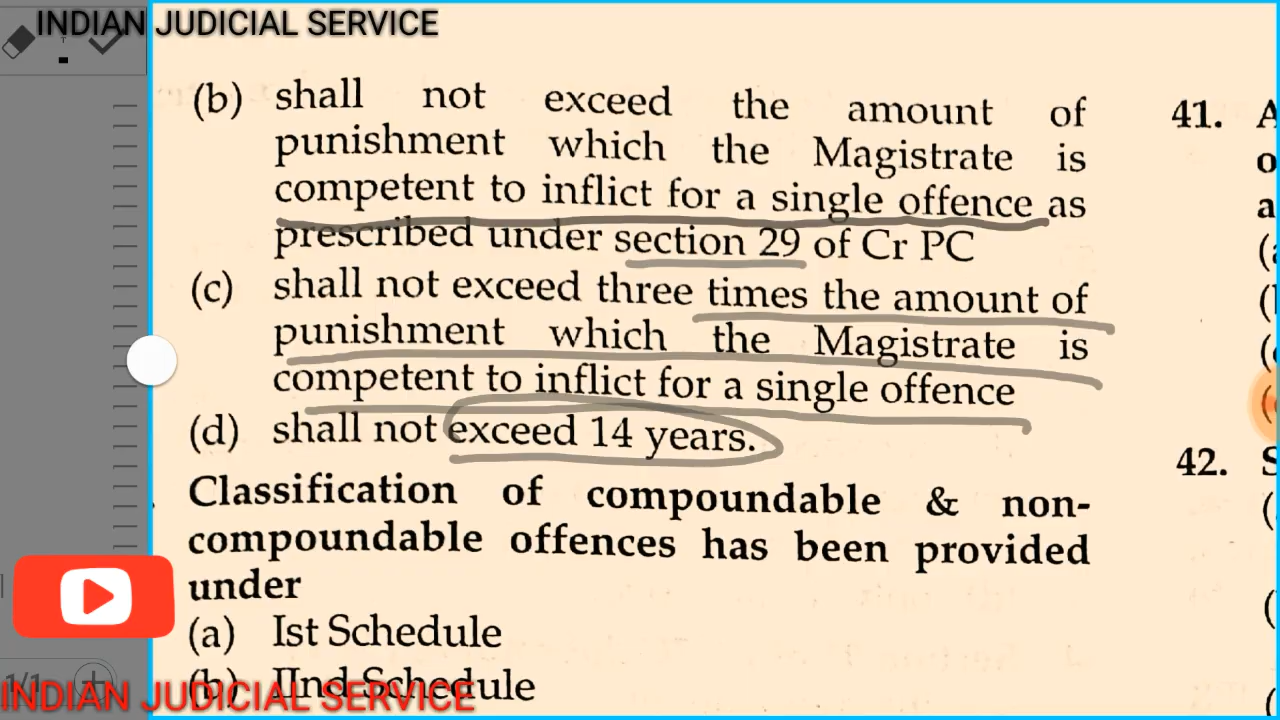 INDIAN JUDICIAL SERVICE
(b) shall not exceed the amount of
punishment which the Magistrate is
competent to inflict for a single offence as
prescribed under section 29 of Cr PC
(c) shall not exceed three times the amount of
punishment which the Magistrate is
competent to inflict for a single offence
(d) shall not exceed 14 years.
Classification of compoundable & non-
compoundable offences has been provided
under
(a) Ist Schedule
(b) IInd Schedule
41. A
o
a
(a
(
(
42. S
(
(
1/1
INDIAN JUDICIAL SERVICE